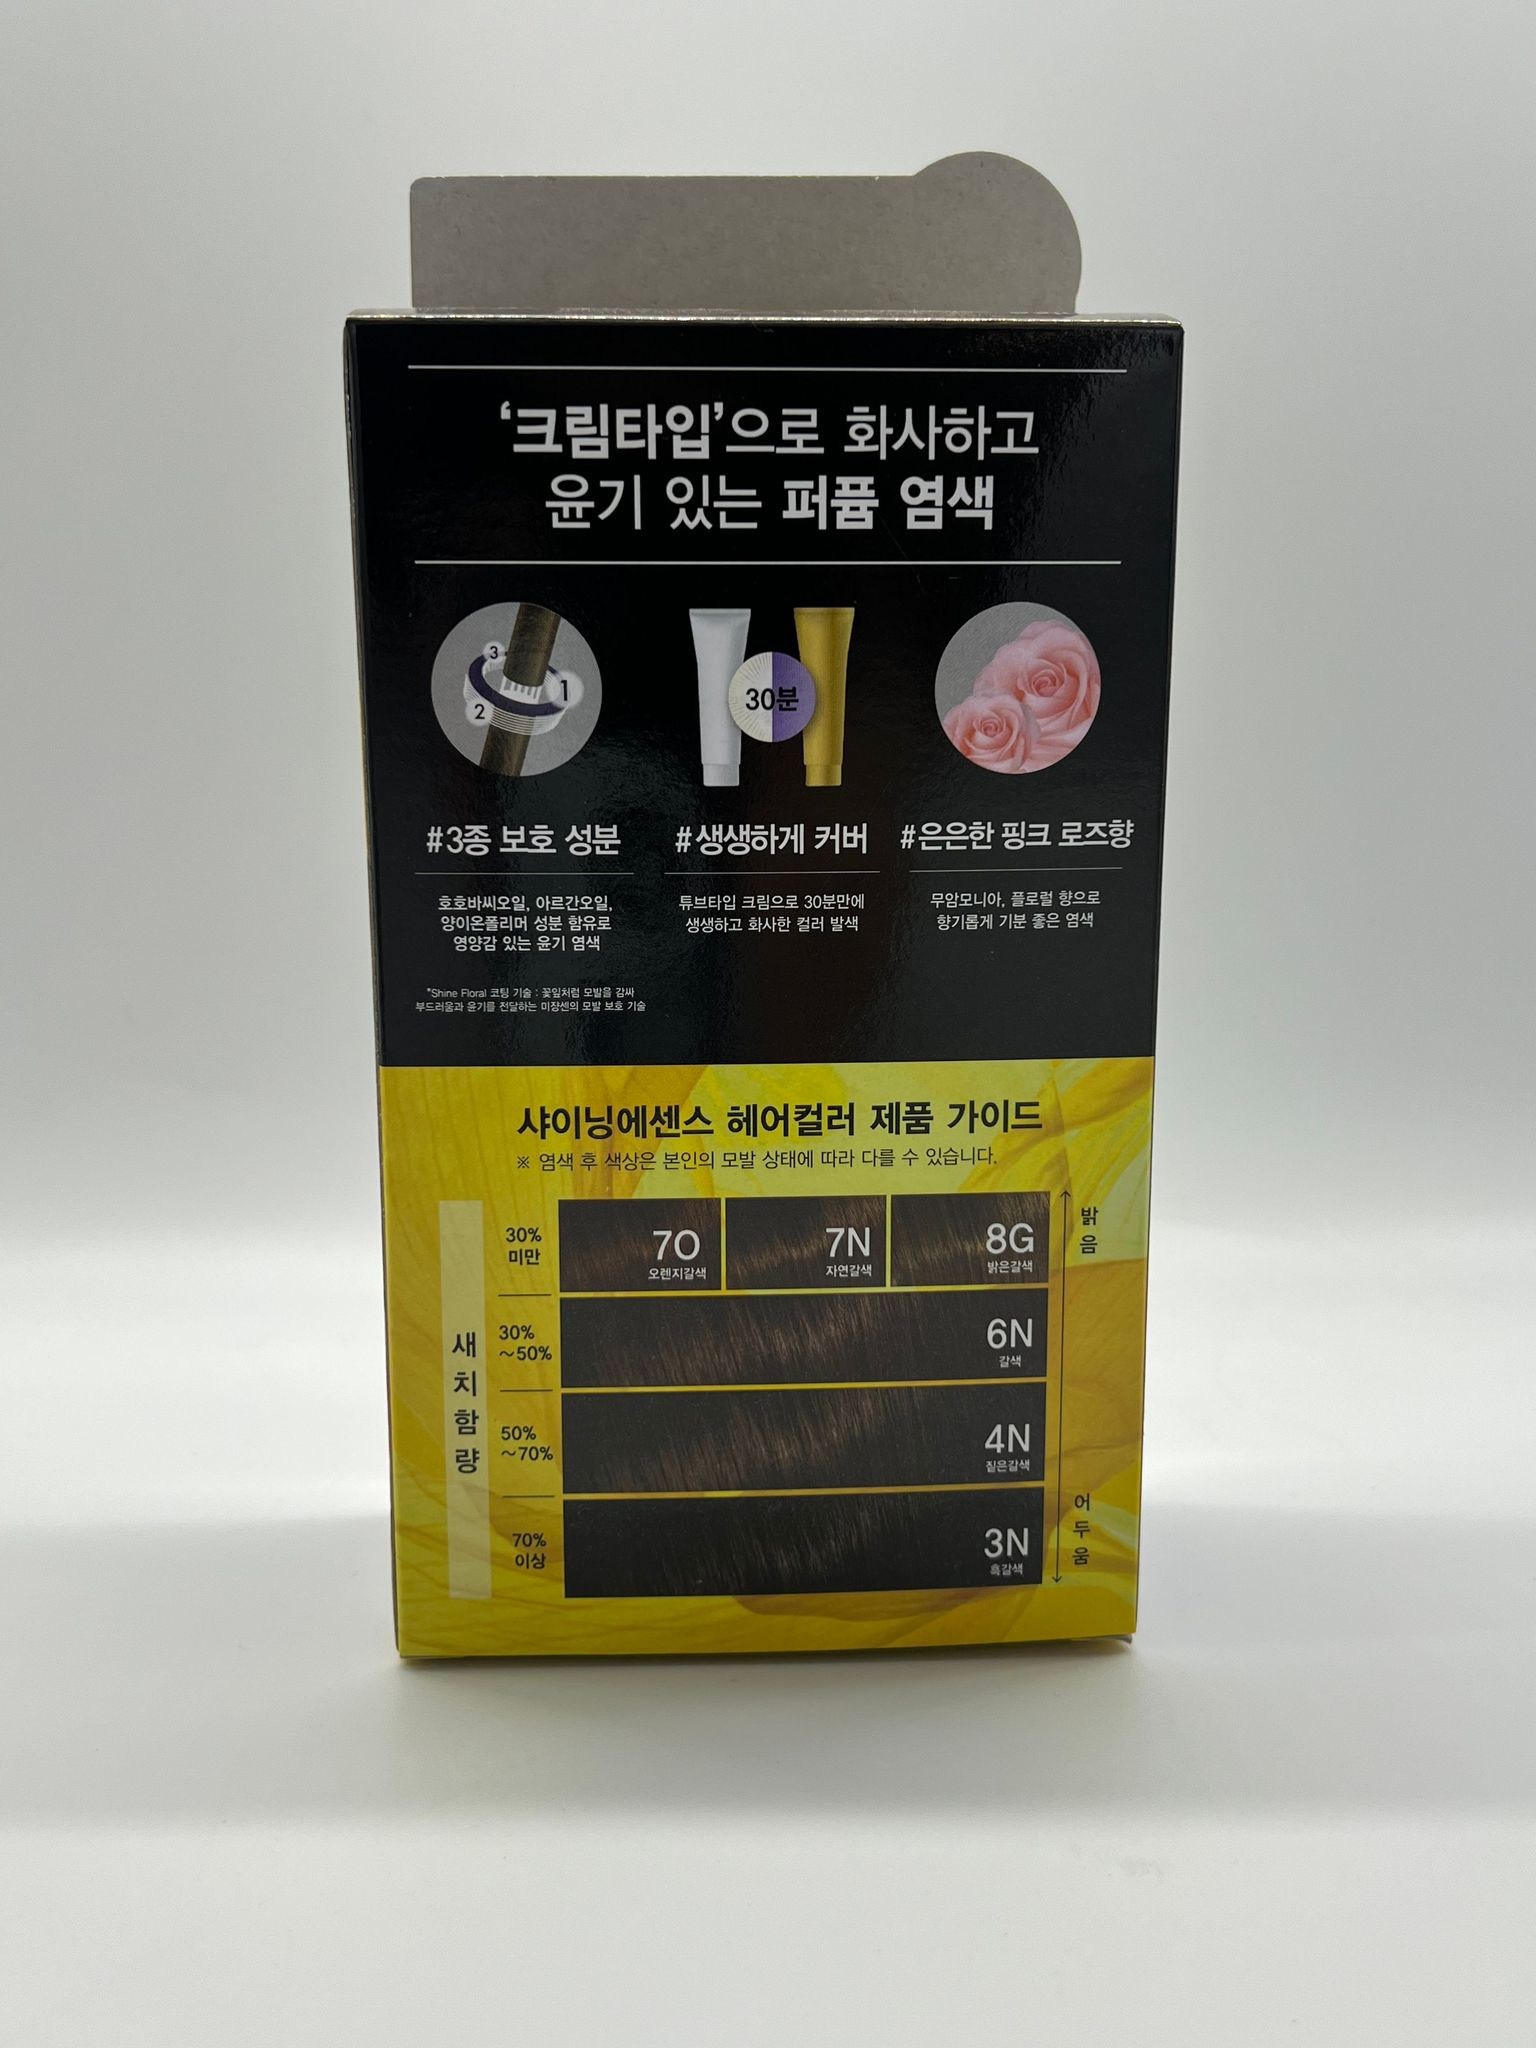 '크림타입'으로 화사하고
윤기 있는 퍼퓸 염색
3
1
2
30분
#3종 보호 성분
호호바씨오일, 아르간오일,
양이온폴리머 성분 함유로
영양감 있는 윤기 염색
*Shine Floral 코팅 기술 : 꽃잎처럼 모발을 감싸
부드러움과 윤기를 전달하는 미쟝센의 모발 보호 기술
#생생하게 커버
튜브타입 크림으로 30분만에
생생하고 화사한 컬러 발색
#은은한 핑크 로즈향
무암모니아, 플로럴 향으로
향기롭게 기분 좋은 염색
샤이닝에센스 헤어컬러 제품 가이드
※ 염색 후 색상은 본인의 모발 상태에 따라 다를 수 있습니다.
새치함량
30%
미만
7O
오렌지갈색
7N
자연갈색
8G
밝은갈색
밝음
30%
~50%
6N
갈색
50%
~70%
4N
짙은갈색
70%
이상
3N
흑갈색
어두움